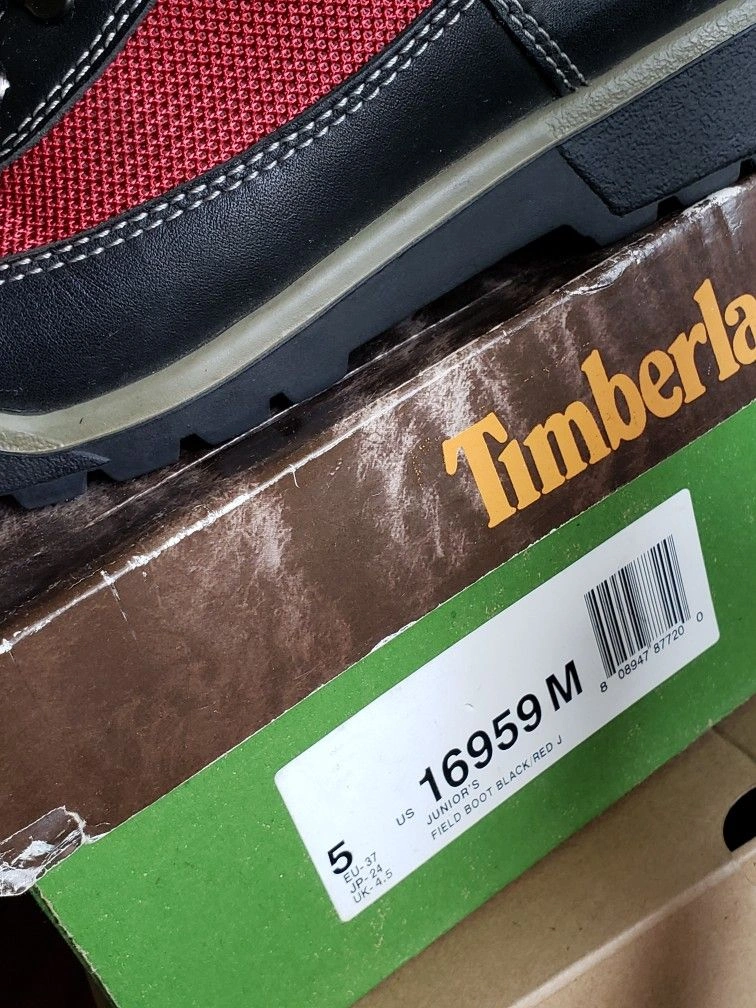 Timberla
8 08947 87720 0
16959 M
5 US JUNIOR'S
EU-37 FIELD BOOT BLACK/RED J
JP-24
UK-4.5